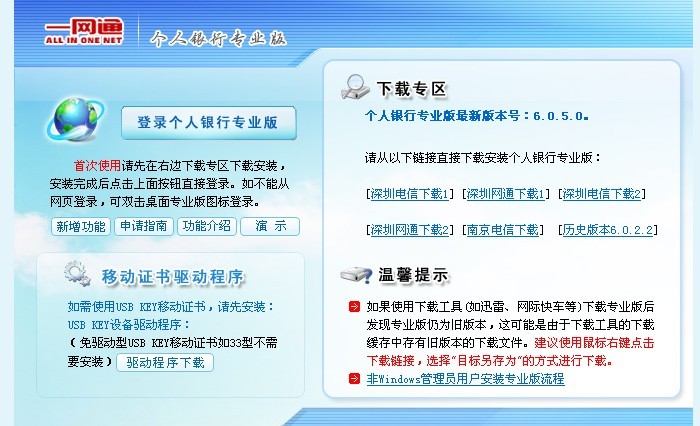 一网通
ALL IN ONE NET
个人银行专业版
登录个人银行专业版
首次使用请先在右边下载专区下载安装，
安装完成后点击上面按钮直接登录。如不能从
网页登录，可双击桌面专业版图标登录。
新增功能 申请指南 功能介绍 演 示
移动证书驱动程序
如需使用USB KEY移动证书，请先安装：
USB KEY设备驱动程序：
（免驱动型USB KEY移动证书如33型不需
要安装） 驱动程序下载
下载专区
个人银行专业版最新版本号：6.0.5.0。
请从以下链接直接下载安装个人银行专业版：
[深圳电信下载1] [深圳网通下载1] [深圳电信下载2]
[深圳网通下载2] [南京电信下载] [历史版本6.0.2.2]
温馨提示
如果使用下载工具(如迅雷、网际快车等)下载专业版后
发现专业版仍为旧版本，这可能是由于下载工具的下载
缓存中存有旧版本的下载文件。建议使用鼠标右键点击
下载链接，选择"目标另存为"的方式进行下载。
非Windows管理员用户安装专业版流程